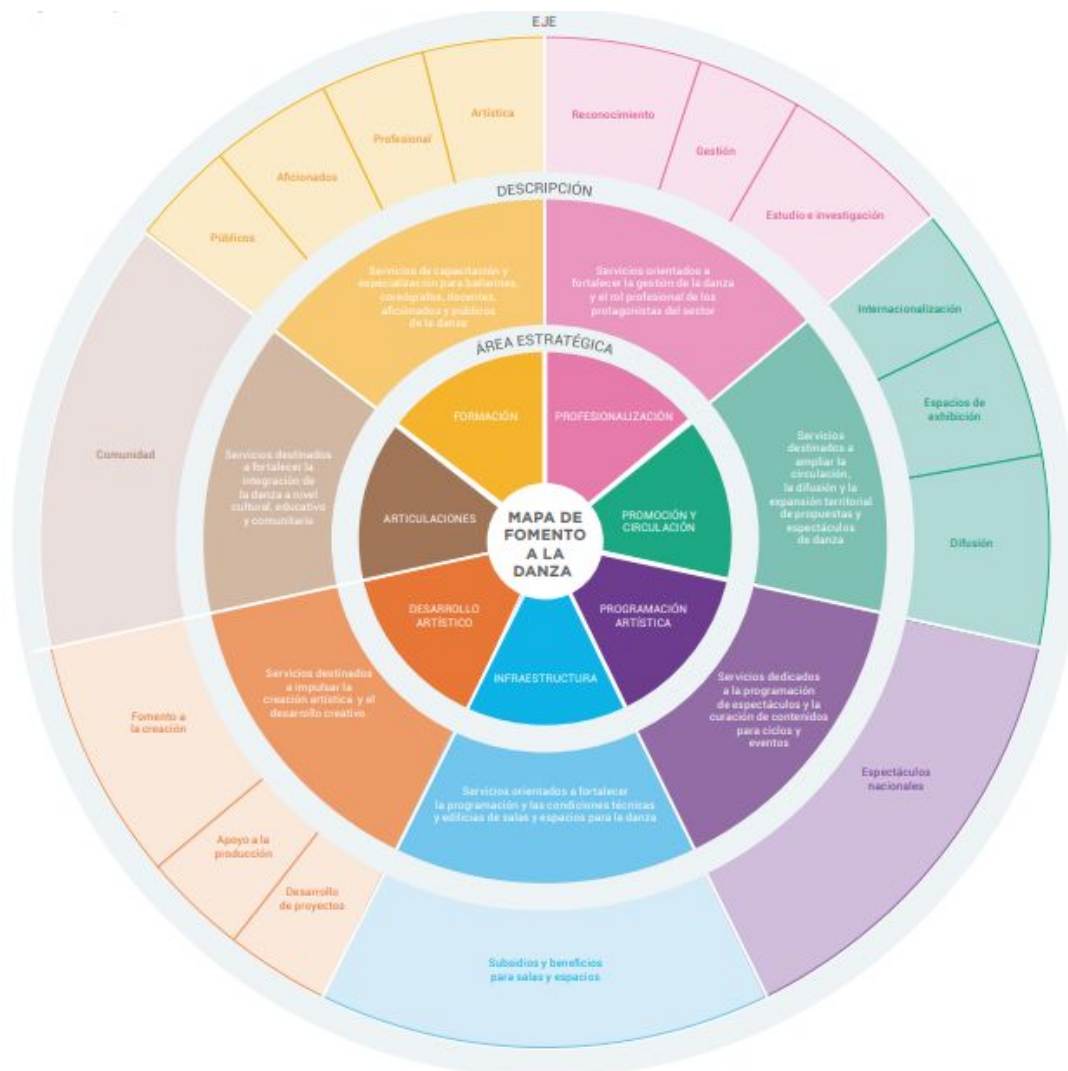 EJE
Artística
Profesional
Aficionados
Públicos
Reconocimiento
Gestión
Estudio e investigación
Internacionalización
Espacios de
exhibición
Difusión
Espectáculos
nacionales
Subsidios y beneficios
para salas y espacios
Desarrollo
de proyectos
Apoyo a la
producción
Fomento a
la creación
Comunidad
DESCRIPCIÓN
Servicios de capacitación y
especialización para bailarines,
coreógrafos, docentes,
aficionados y públicos
de la danza
Servicios orientados a
fortalecer la gestión de la danza
y el rol profesional de los
protagonistas del sector
Servicios
destinados a
ampliar la
circulación,
la difusión y la
expansión territorial
de propuestas y
espectáculos
de danza
Servicios dedicados
a la programación
de espectáculos y la
curación de contenidos
para ciclos y
eventos
Servicios orientados a fortalecer
la programación y las condiciones técnicas
y edilicias de salas y espacios para la danza
Servicios destinados
a impulsar la
creación artística y el
desarrollo creativo
Servicios destinados
a fortalecer la
integración de
la danza a nivel
cultural, educativo
y comunitario
ÁREA ESTRATÉGICA
FORMACIÓN
PROFESIONALIZACIÓN
PROMOCIÓN Y
CIRCULACIÓN
PROGRAMACIÓN
ARTÍSTICA
INFRAESTRUCTURA
DESARROLLO
ARTÍSTICO
ARTICULACIONES
MAPA DE
FOMENTO
A LA
DANZA